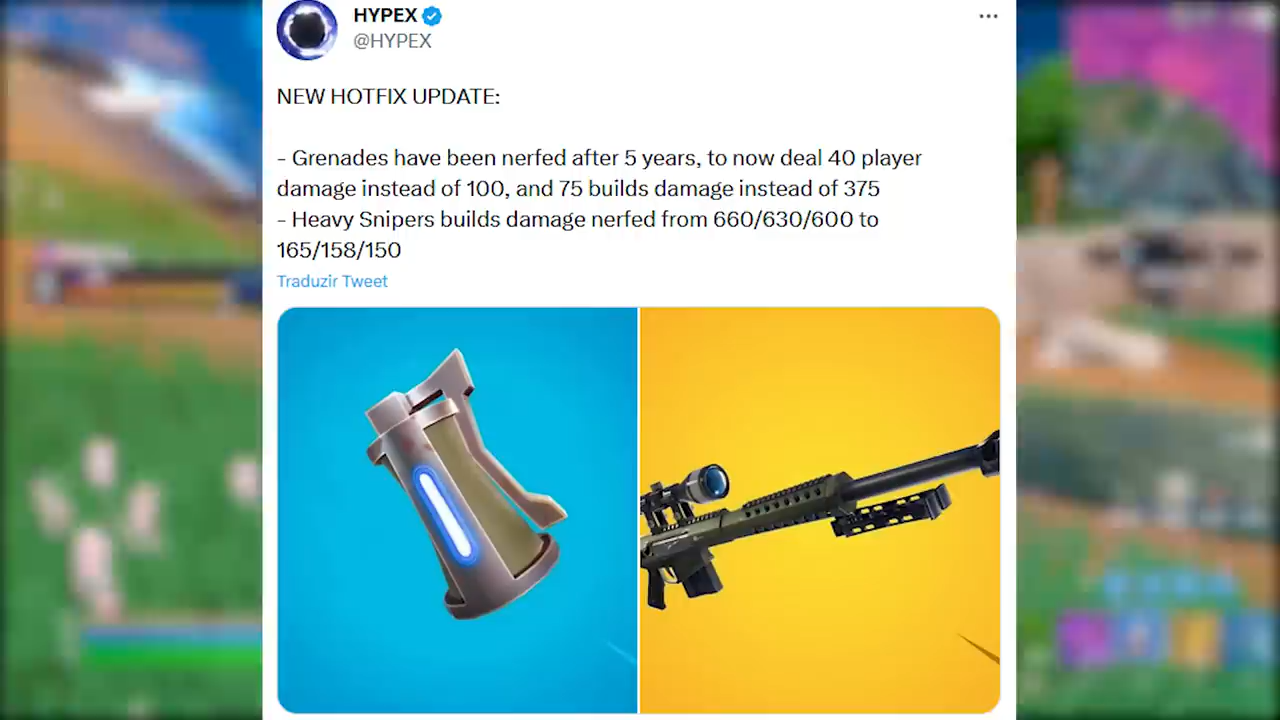 HYPEX
@HYPEX
NEW HOTFIX UPDATE:
- Grenades have been nerfed after 5 years, to now deal 40 player
damage instead of 100, and 75 builds damage instead of 375
- Heavy Snipers builds damage nerfed from 660/630/600 to
165/158/150
Traduzir Tweet